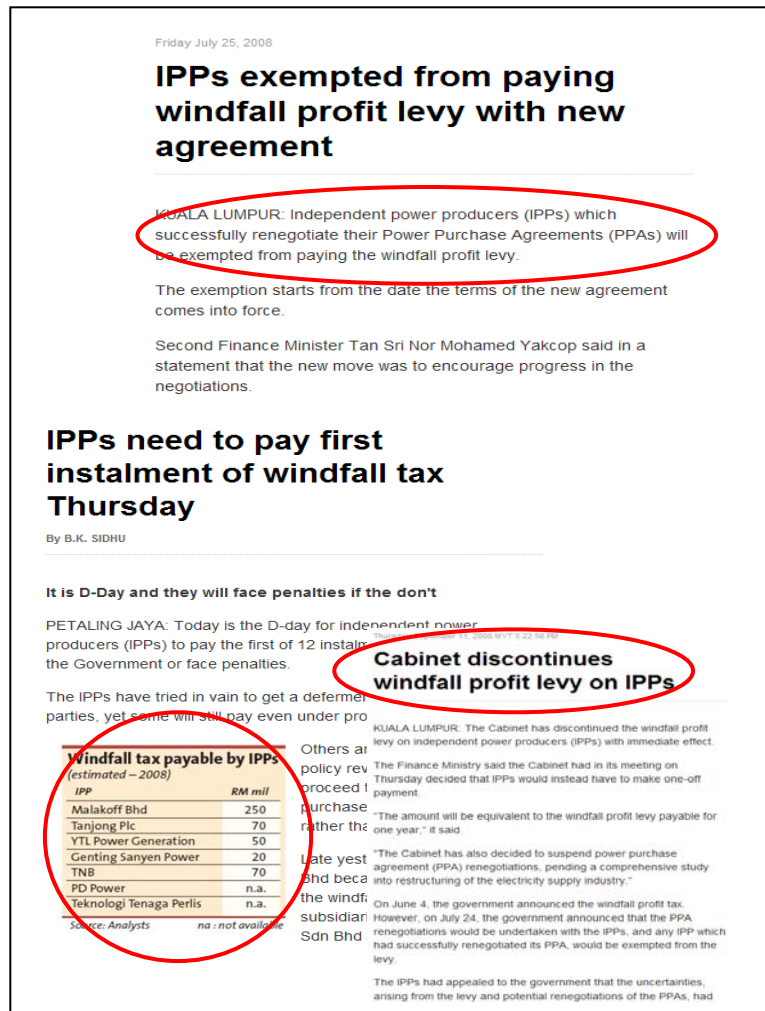 Friday July 25, 2008
IPPs exempted from paying
windfall profit levy with new
agreement
KUALA LUMPUR: Independent power producers (IPPs) which
successfully renegotiate their Power Purchase Agreements (PPAs) will
be exempted from paying the windfall profit levy.
The exemption starts from the date the terms of the new agreement
comes into force.
Second Finance Minister Tan Sri Nor Mohamed Yakcop said in a
statement that the new move was to encourage progress in the
negotiations.
IPPs need to pay first
instalment of windfall tax
Thursday
By B.K. SIDHU
It is D-Day and they will face penalties if the don't
PETALING JAYA: Today is the D-day for independent power
producers (IPPs) to pay the first of 12 instalm
the Government or face penalties.
The IPPs have tried in vain to get a deferme
parties, yet some will still pay even under pro
Windfall tax payable by IPPs
(estimated – 2008)
IPP RM mil
Malakoff Bhd 250
Tanjong Plc 70
YTL Power Generation 50
Genting Sanyen Power 20
TNB 70
PD Power n.a.
Teknologi Tenaga Perlis n.a.
Source: Analysts na : not available
Others ar
policy rev
proceed f
purchase
rather tha
Late yest
Bhd beca
the windfa
subsidiar
Sdn Bhd
11, 2008 MYT 5:22:56 PM
Cabinet discontinues
windfall profit levy on IPPs
KUALA LUMPUR: The Cabinet has discontinued the windfall profit
levy on independent power producers (IPPs) with immediate effect.
The Finance Ministry said the Cabinet had in its meeting on
Thursday decided that IPPs would instead have to make one-off
payment.
"The amount will be equivalent to the windfall profit levy payable for
one year," it said.
"The Cabinet has also decided to suspend power purchase
agreement (PPA) renegotiations, pending a comprehensive study
into restructuring of the electricity supply industry."
On June 4, the government announced the windfall profit tax.
However, on July 24, the government announced that the PPA
renegotiations would be undertaken with the IPPs, and any IPP which
had successfully renegotiated its PPA, would be exempted from the
levy.
The IPPs had appealed to the government that the uncertainties,
arising from the levy and potential renegotiations of the PPAs, had